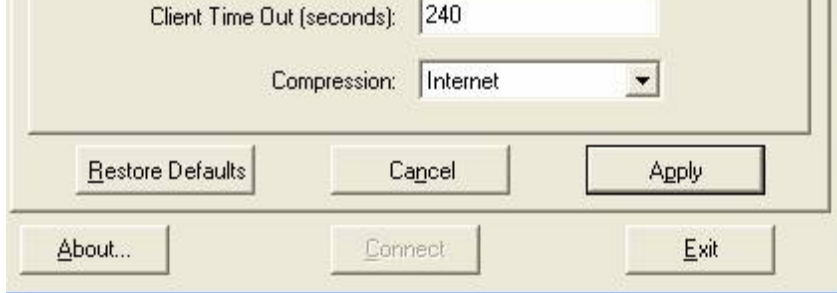 Client Time Out (seconds): 240
Compression: Internet
Restore Defaults Cancel Apply
About... Connect Exit